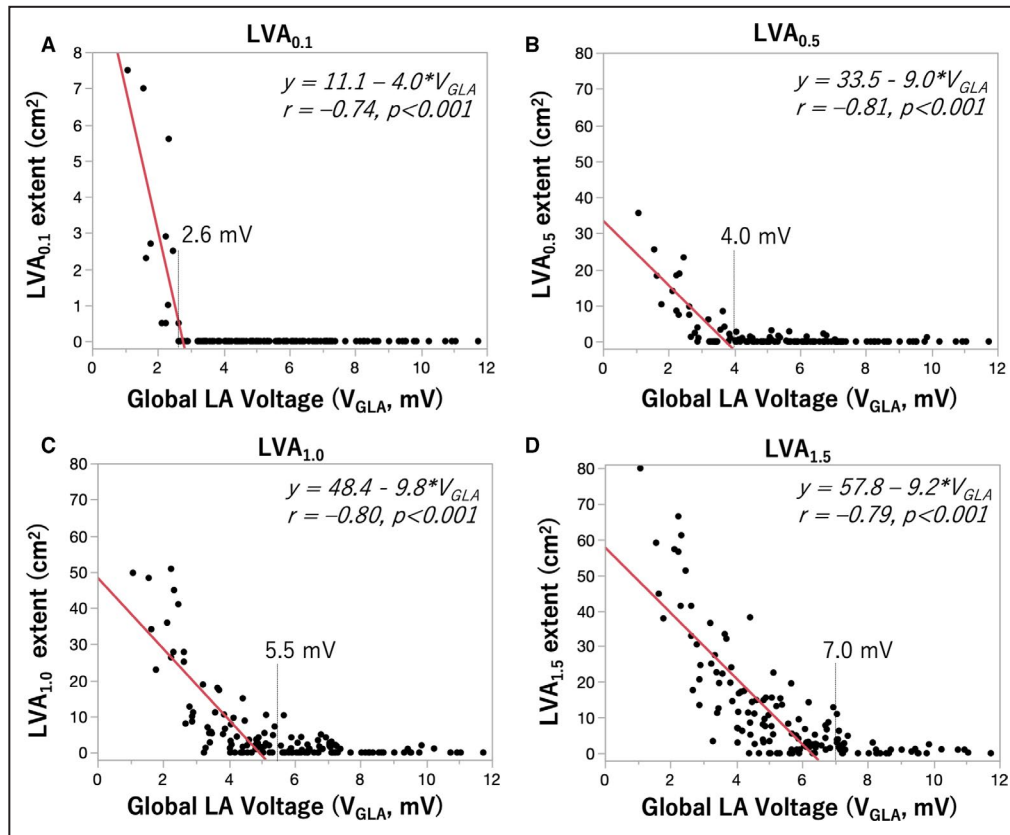 A
LVA0.1
y = 11.1 – 4.0*VGLA
r = –0.74, p<0.001
8
7
6
5
4
3
2
1
0
LVA0.1 extent (cm2)
2.6 mV
0 2 4 6 8 10 12
Global LA Voltage (VGLA, mV)
B
LVA0.5
y = 33.5 - 9.0*VGLA
r = –0.81, p<0.001
80
70
60
50
40
30
20
10
0
LVA0.5 extent (cm2)
4.0 mV
0 2 4 6 8 10 12
Global LA Voltage (VGLA, mV)
C
LVA1.0
y = 48.4 - 9.8*VGLA
r = –0.80, p<0.001
80
70
60
50
40
30
20
10
0
LVA1.0 extent (cm2)
5.5 mV
0 2 4 6 8 10 12
Global LA Voltage (VGLA, mV)
D
LVA1.5
y = 57.8 – 9.2*VGLA
r = –0.79, p<0.001
80
70
60
50
40
30
20
10
0
LVA1.5 extent (cm2)
7.0 mV
0 2 4 6 8 10 12
Global LA Voltage (VGLA, mV)